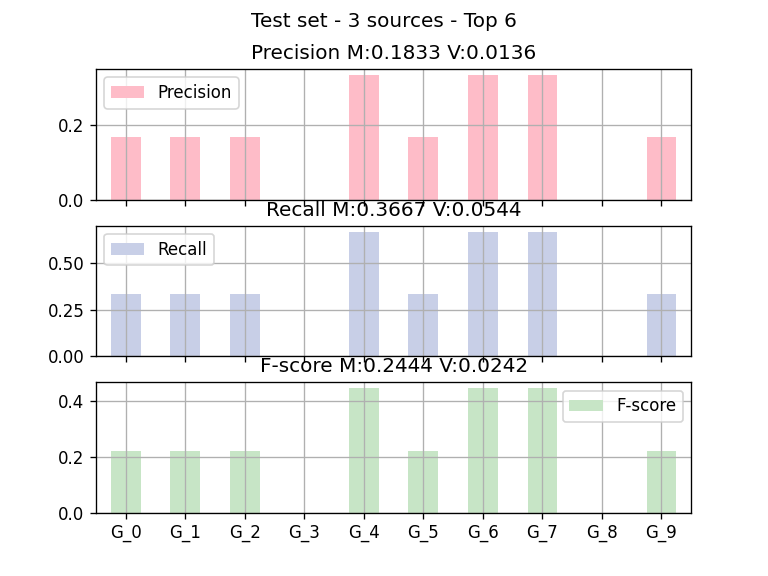 Test set - 3 sources - Top 6
Precision M:0.1833 V:0.0136
Precision
0.2
0.0
Recall M:0.3667 V:0.0544
Recall
0.50
0.25
0.00
F-score M:0.2444 V:0.0242
F-score
0.4
0.2
0.0
G_0 G_1 G_2 G_3 G_4 G_5 G_6 G_7 G_8 G_9